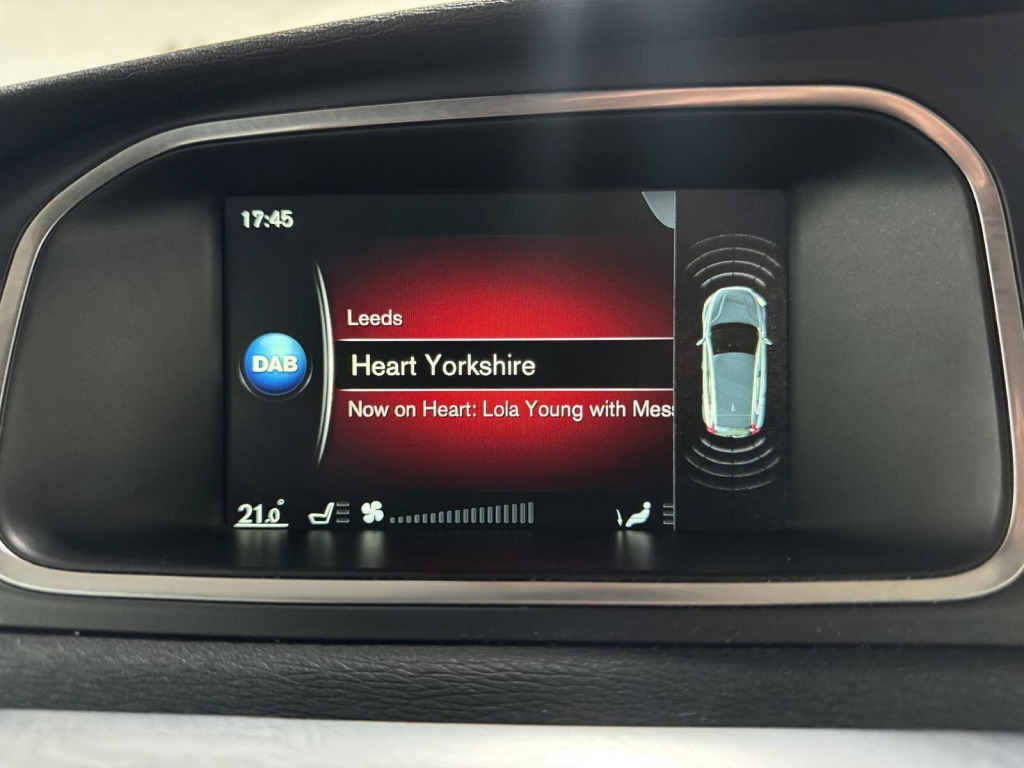 17:45
Leeds
DAB
Heart Yorkshire
Now on Heart: Lola Young with Mes
21.0°